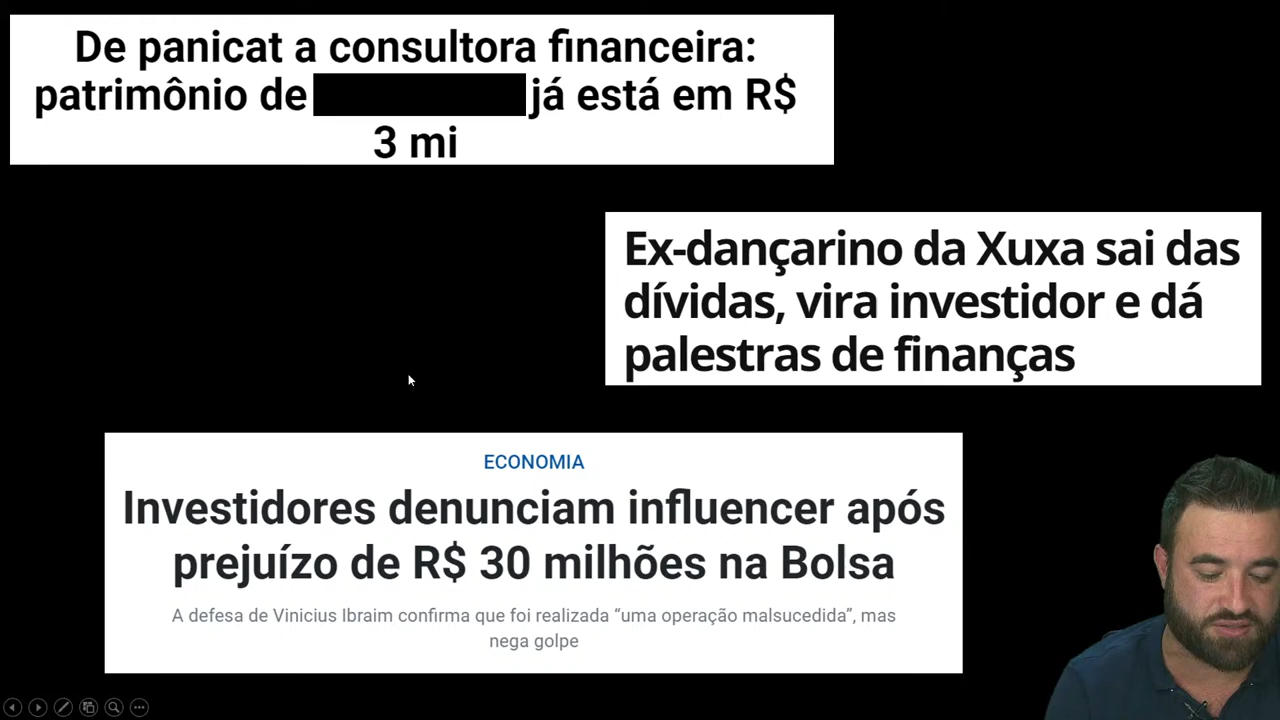 De panicat a consultora financeira:
patrimônio de já está em R$
3 mi
Ex-dançarino da Xuxa sai das
dívidas, vira investidor e dá
palestras de finanças
ECONOMIA
Investidores denunciam influencer após
prejuízo de R$ 30 milhões na Bolsa
A defesa de Vinicius Ibraim confirma que foi realizada “uma operação malsucedida”, mas
nega golpe